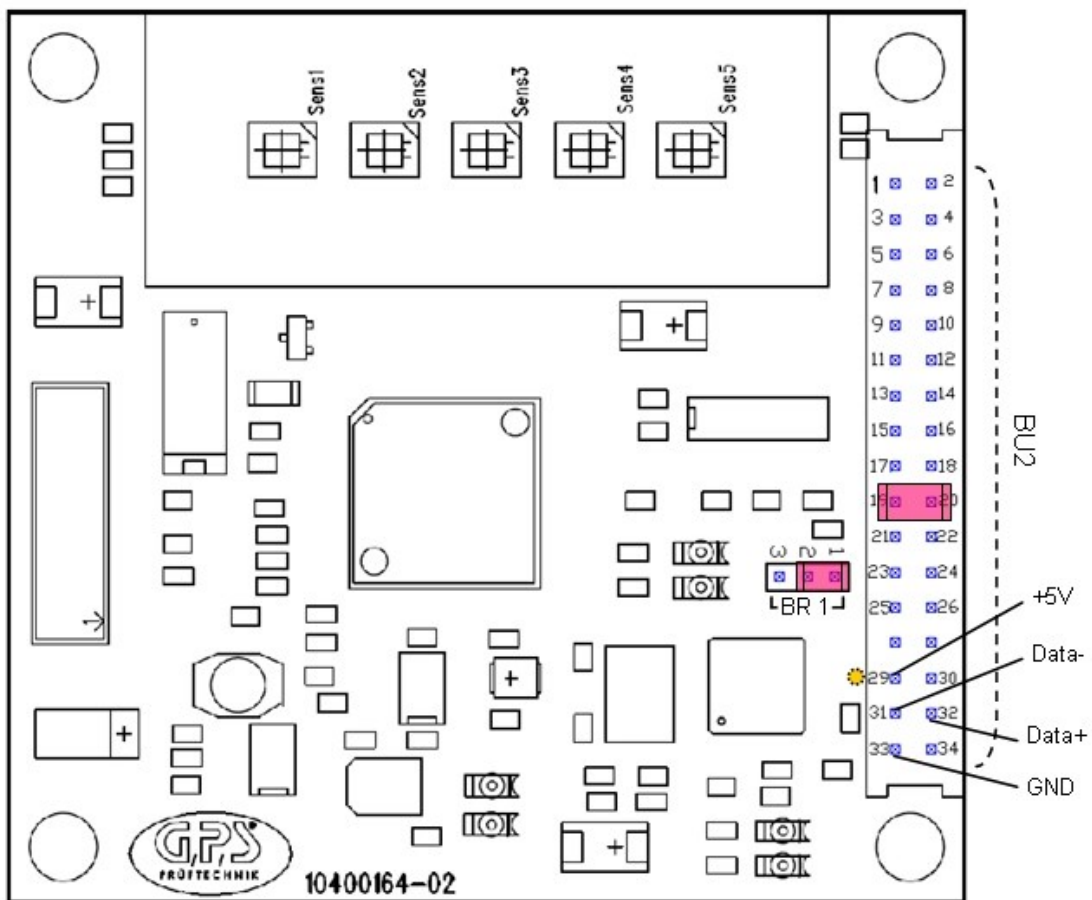 Sens1
Sens2
Sens3
Sens4
Sens5
1 2
3 4
5 6
7 8
9 10
11 12
13 14
15 16
17 18
19 20
21 22
23 24
25 26
29 30
31 32
33 34
BU2
3 2 1
BR 1
+5V
Data-
Data+
GND
+
+
+
+
+
G,P,S®
PRÜFTECHNIK
10400164-02